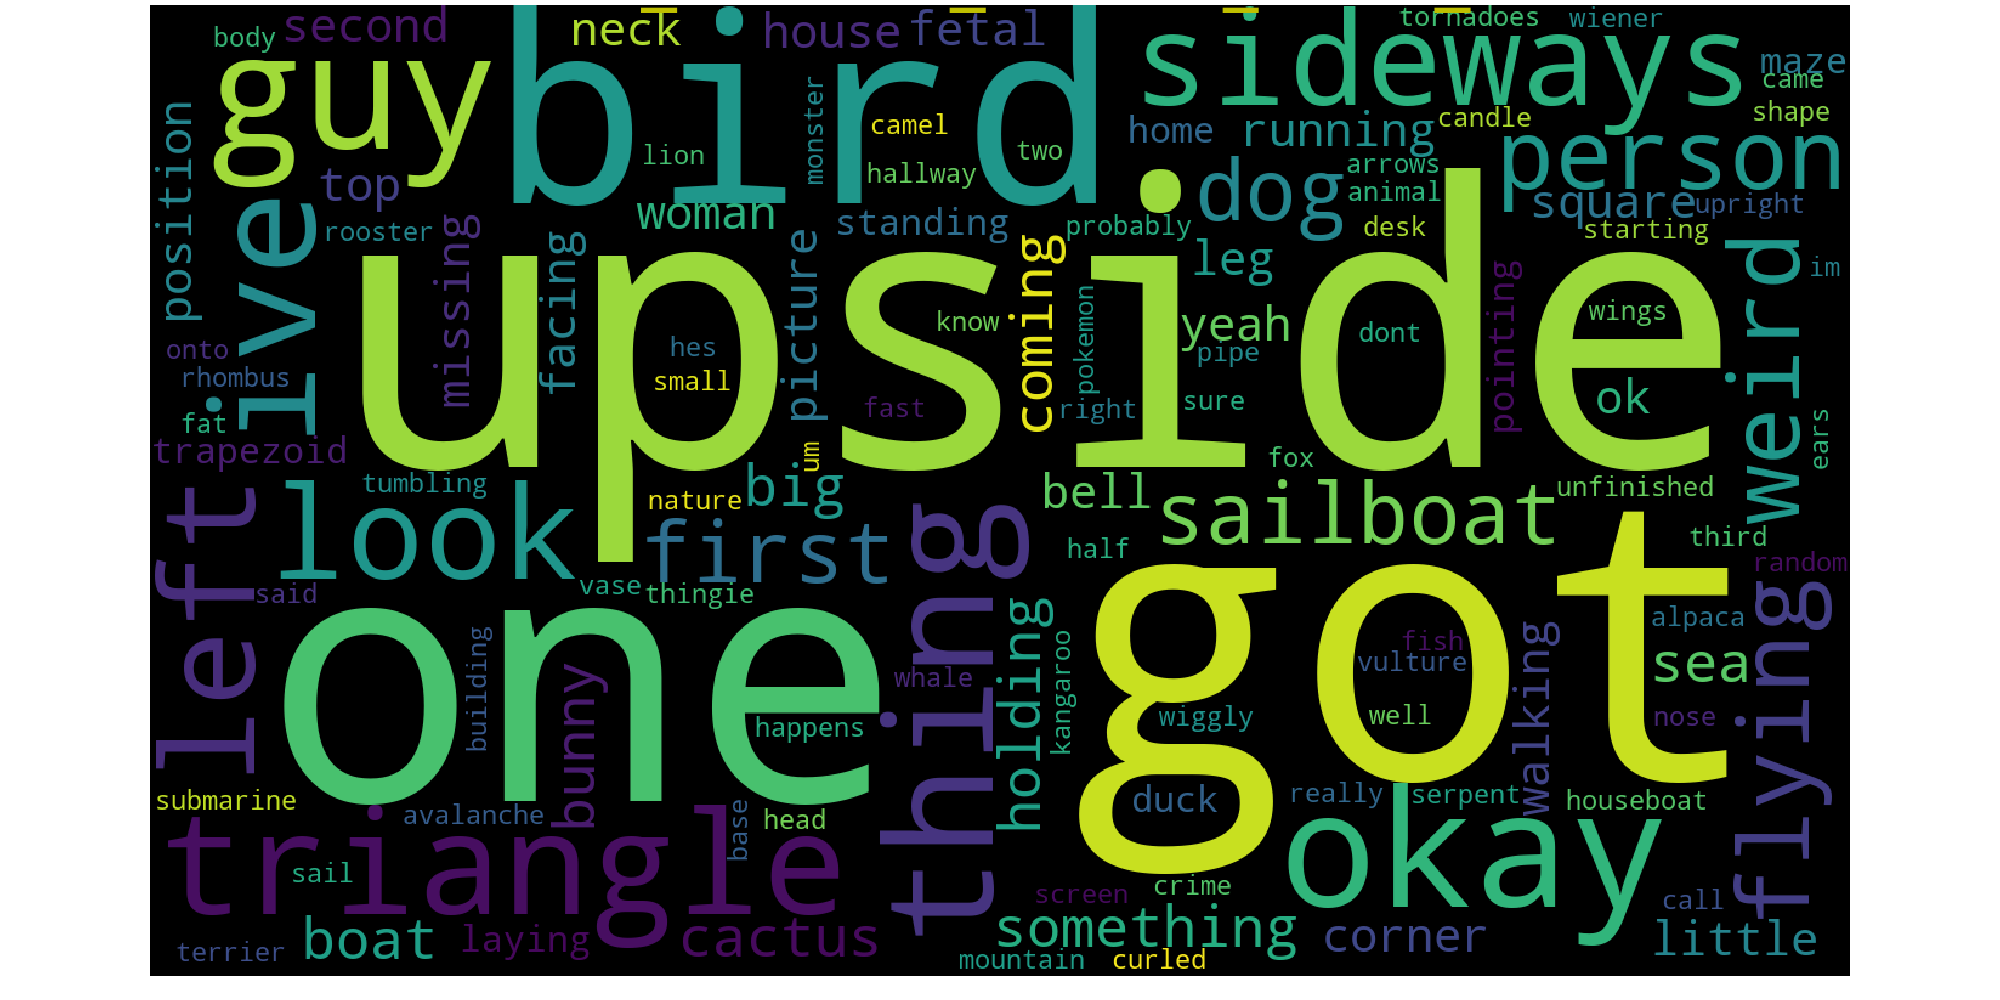 body
second
neck
house
fetal
tornadoes
wiener
guy
bird
sideways
maze
came
shape
position
monster
camel
lion
hallway
two
home
running
candle
person
top
ive
woman
standing
dog
arrows
animal
square
upright
rooster
missing
facing
picture
coming
probably
leg
desk
starting
weird
im
upside
onto
rhombus
hes
small
know
pokemon
yeah
pipe
dont
pointing
wings
fat
trapezoid
fast
right
sure
ok
ears
um
left
look
tumbling
nature
big
first
thing
bell
fox
sailboat
unfinished
half
third
random
said
vase
thingie
one
got
flying
building
bunny
happens
whale
holding
kangaroo
wiggly
fish
vulture
well
walking
alpaca
sea
nose
submarine
avalanche
base
head
duck
really
serpent
houseboat
triangle
okay
sail
screen
crime
call
terrier
boat
laying
cactus
something
corner
little
mountain
curled